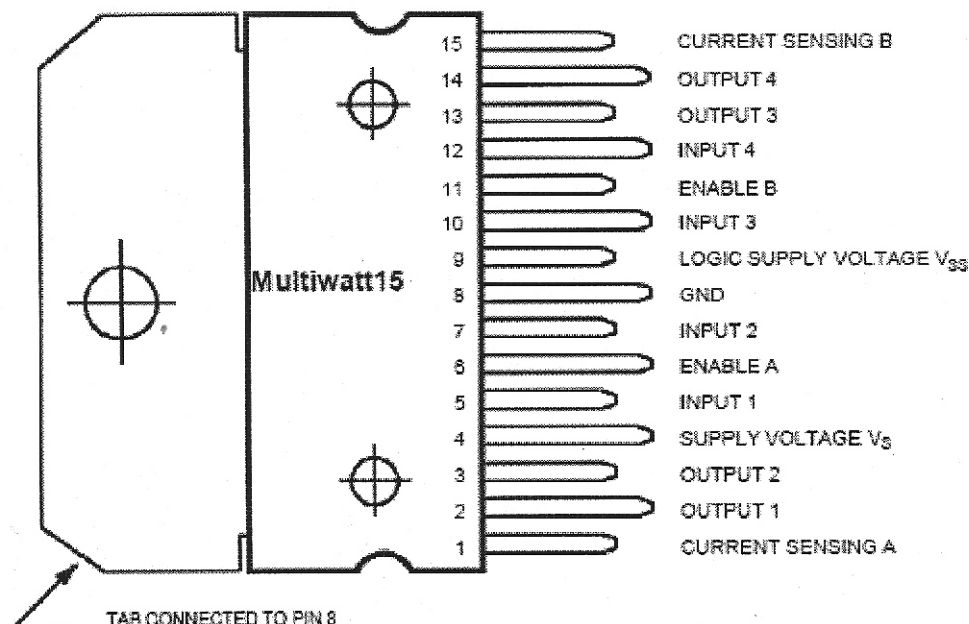 15 CURRENT SENSING B
14 OUTPUT 4
13 OUTPUT 3
12 INPUT 4
11 ENABLE B
10 INPUT 3
9 LOGIC SUPPLY VOLTAGE VSS
Multiwatt15
8 GND
7 INPUT 2
6 ENABLE A
5 INPUT 1
4 SUPPLY VOLTAGE VS
3 OUTPUT 2
2 OUTPUT 1
1 CURRENT SENSING A
TAB CONNECTED TO PIN 8